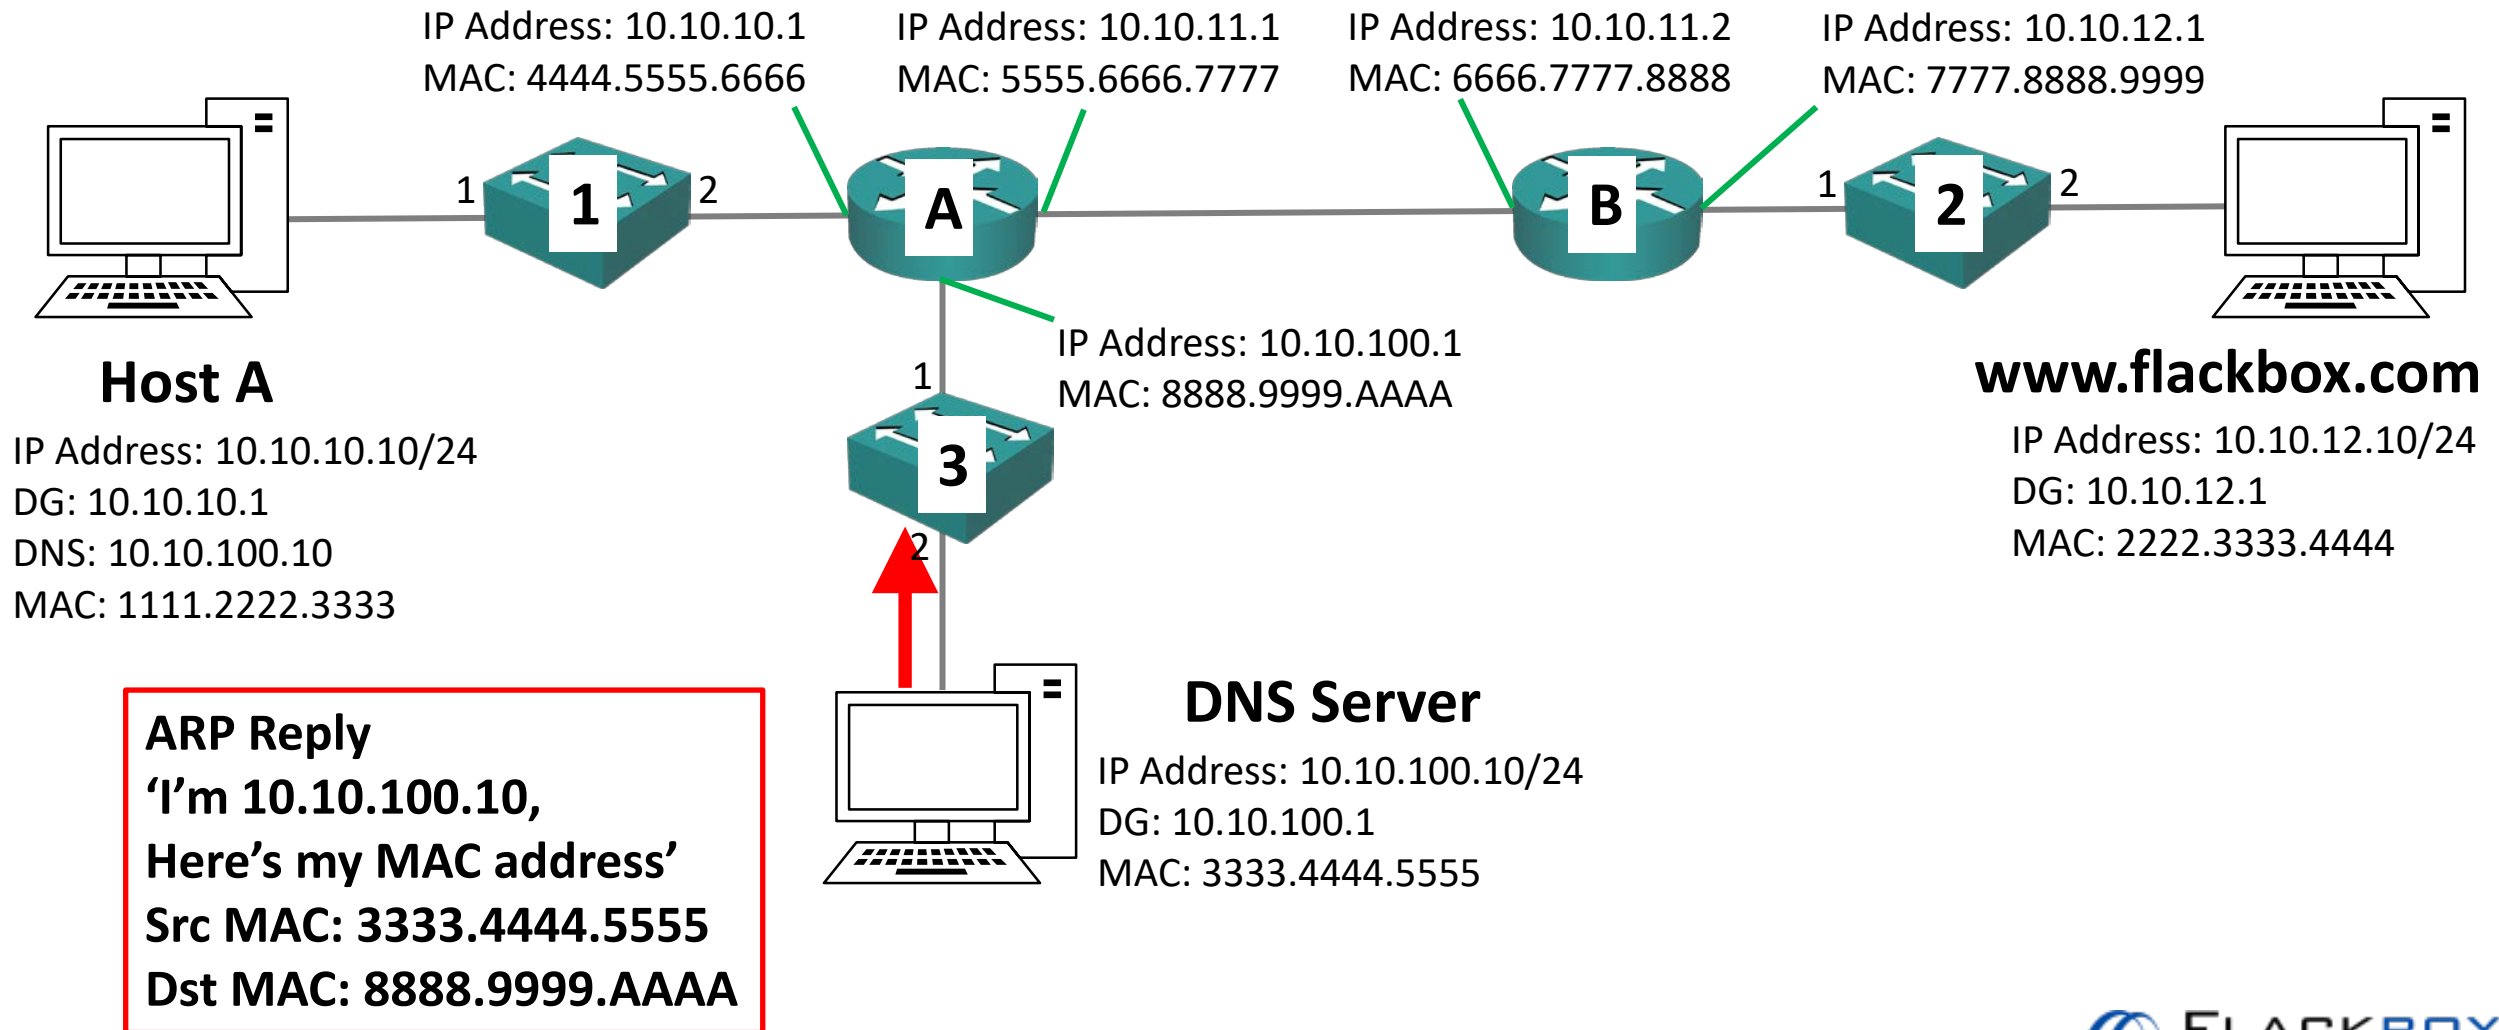 IP Address: 10.10.10.1
MAC: 4444.5555.6666
IP Address: 10.10.11.1
MAC: 5555.6666.7777
IP Address: 10.10.11.2
MAC: 6666.7777.8888
IP Address: 10.10.12.1
MAC: 7777.8888.9999
1
1
2
A
B
1
2
2
Host A
IP Address: 10.10.10.10/24
DG: 10.10.10.1
DNS: 10.10.100.10
MAC: 1111.2222.3333
IP Address: 10.10.100.1
MAC: 8888.9999.AAAA
1
3
2
www.flackbox.com
IP Address: 10.10.12.10/24
DG: 10.10.12.1
MAC: 2222.3333.4444
ARP Reply
‘I’m 10.10.100.10,
Here’s my MAC address’
Src MAC: 3333.4444.5555
Dst MAC: 8888.9999.AAAA
DNS Server
IP Address: 10.10.100.10/24
DG: 10.10.100.1
MAC: 3333.4444.5555
FLACKBOX